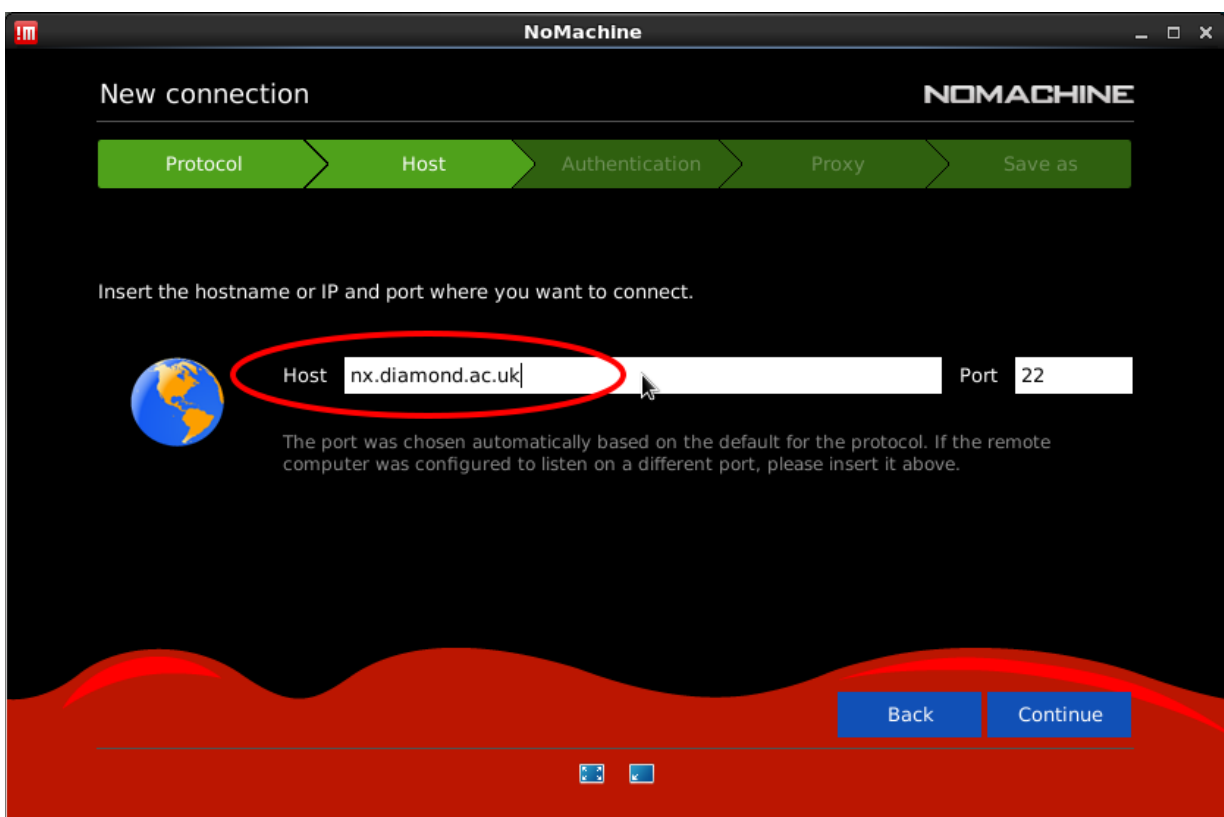 !m
NoMachine
New connection
NOMACHINE
Protocol
Host
Authentication
Proxy
Save as
Insert the hostname or IP and port where you want to connect.
Host nx.diamond.ac.uk Port 22
The port was chosen automatically based on the default for the protocol. If the remote
computer was configured to listen on a different port, please insert it above.
Back
Continue